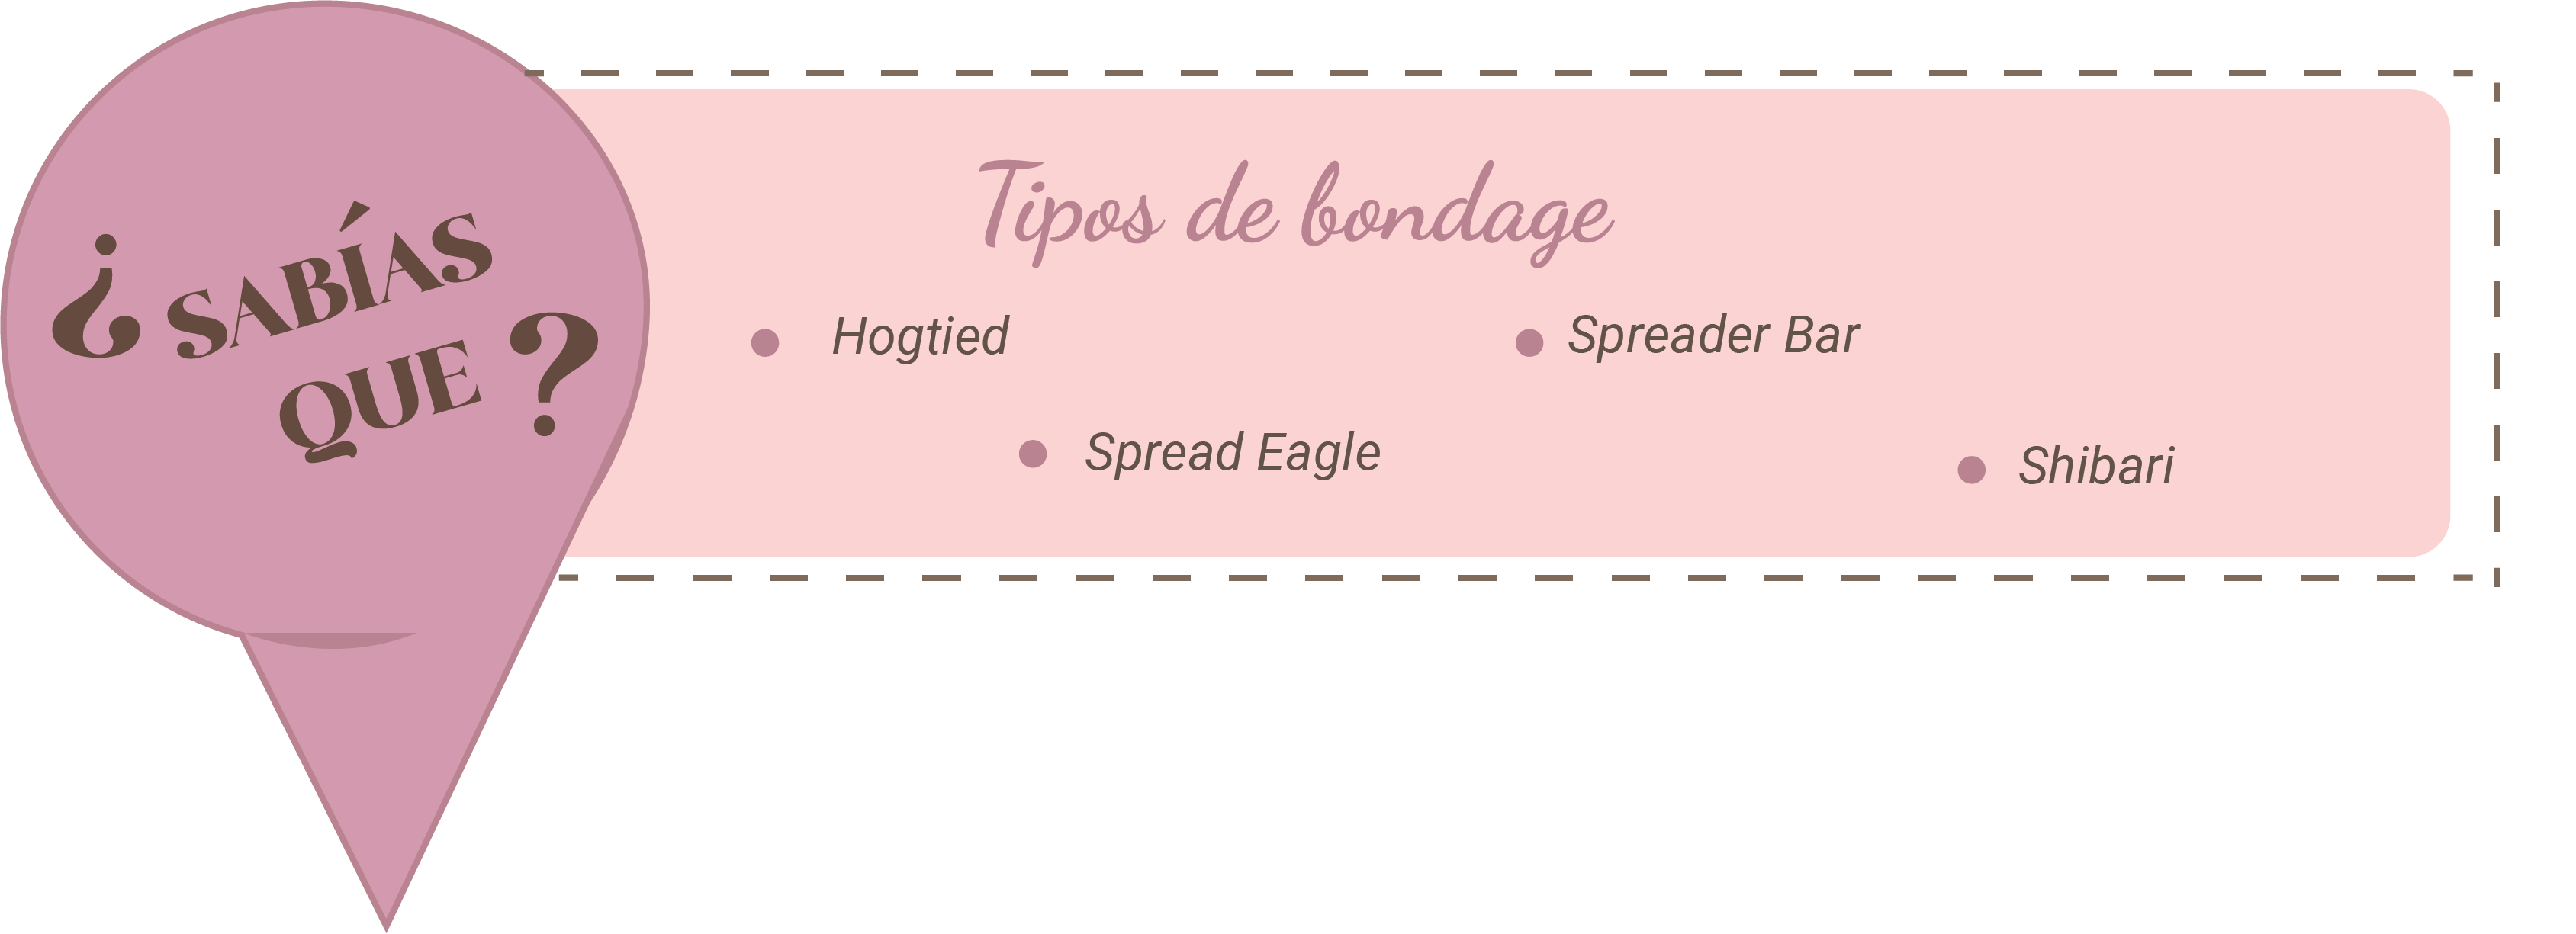 ¿SABÍAS
QUE?
Tipos de bondage
Hogtied
Spreader Bar
Spread Eagle
Shibari